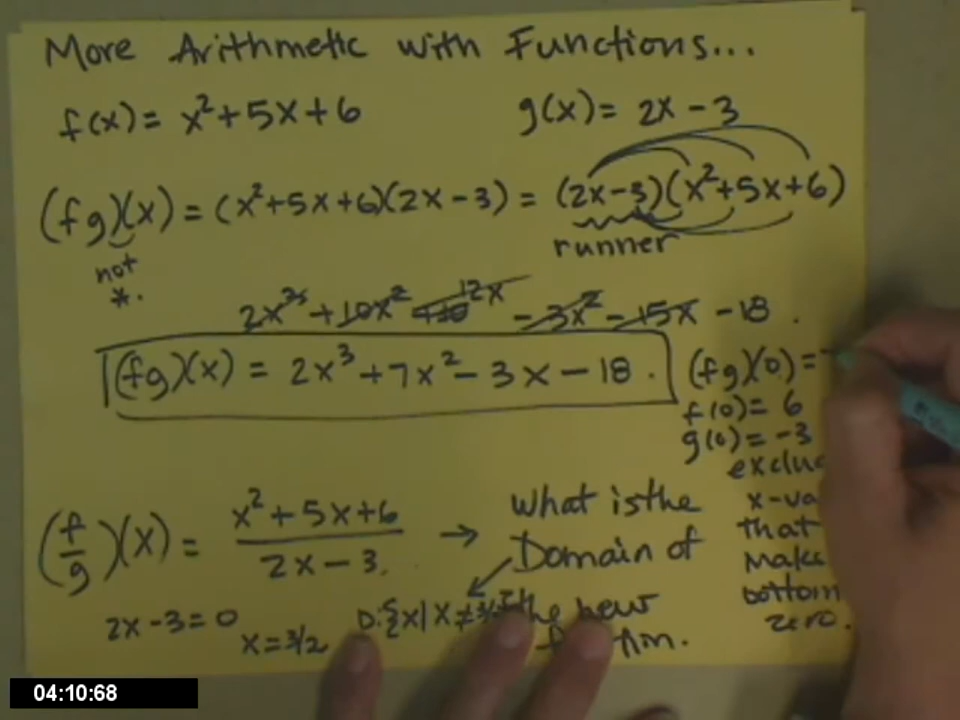 More Arithmetic with Functions...
f(x) = x²+5x+6
g(x) = 2x-3
(fg)(x) = (x²+5x+6)(2x-3) = (2x-3)(x²+5x+6)
not
*.
runner
2x³ +10x² 12x -3x² -15x -18.
(fg)(x) = 2x³+7x²-3x-18.
(fg)(0) = -
f(0) = 6
g(0) = -3
exclu
x-va
that
make
bottom
zero.
(f/g)(x) = (x²+5x+6)/(2x-3). → What is the
Domain of
the new
2x-3=0
x=3/2
D:{x|x≠3/2
04:10:68